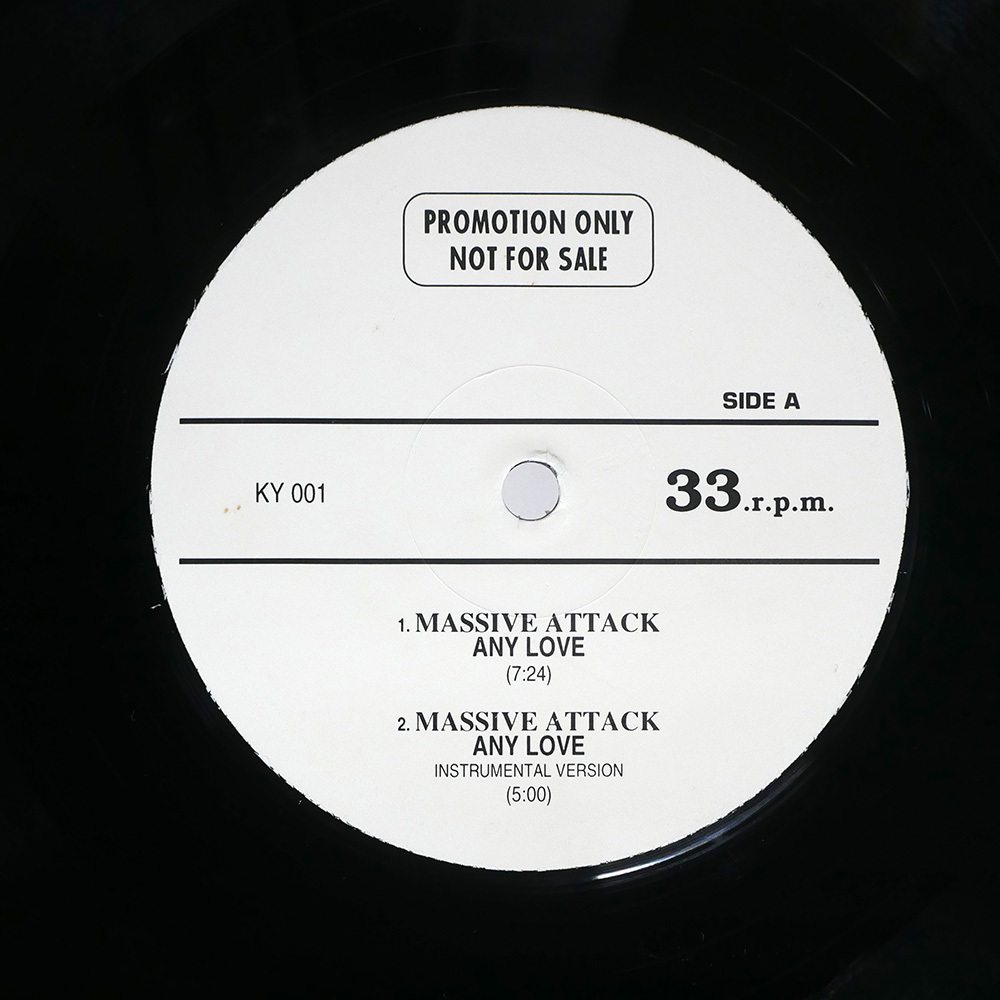 PROMOTION ONLY
NOT FOR SALE
SIDE A
KY 001
33.r.p.m.
1. MASSIVE ATTACK
ANY LOVE
(7:24)
2. MASSIVE ATTACK
ANY LOVE
INSTRUMENTAL VERSION
(5:00)